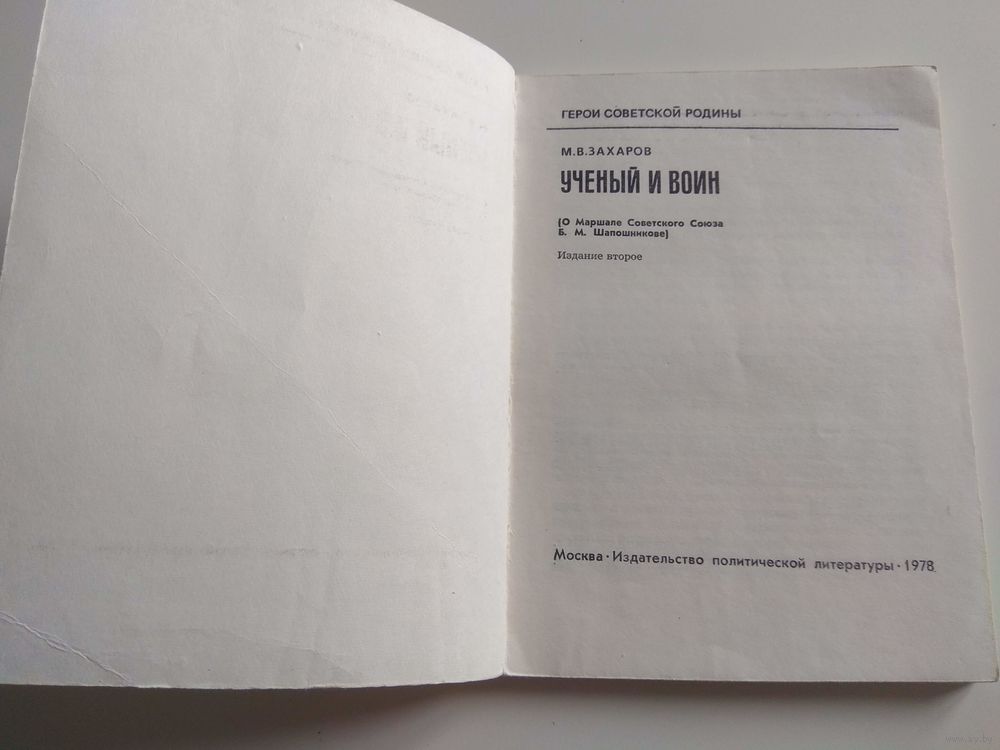 ГЕРОИ СОВЕТСКОЙ РОДИНЫ
М.В.ЗАХАРОВ
УЧЕНЫЙ И ВОИН
(О Маршале Советского Союза
Б. М. Шапошникове)
Издание второе
Москва · Издательство политической литературы · 1978